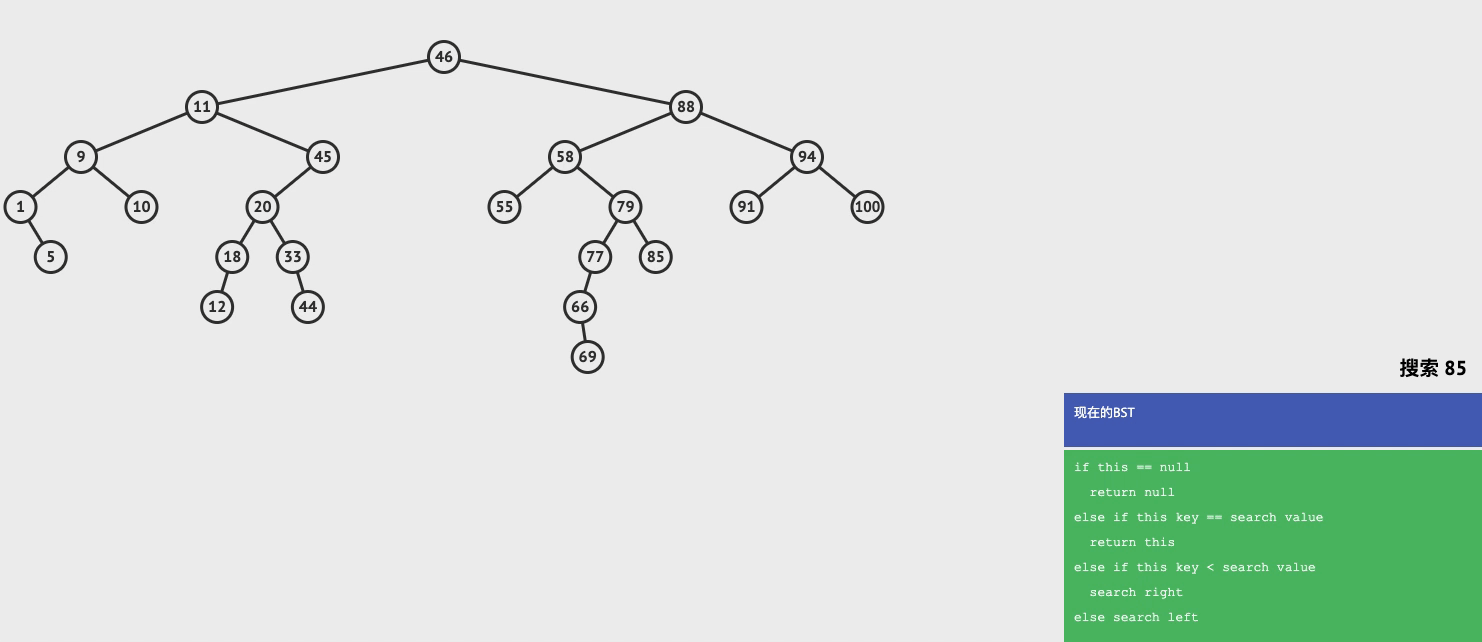 46
11 88
9 45 58 94
1 10 20 55 79 91 100
5 18 33 77 85
12 44 66
69
搜索 85
现在的BST
if this == null
return null
else if this key == search value
return this
else if this key < search value
search right
else search left